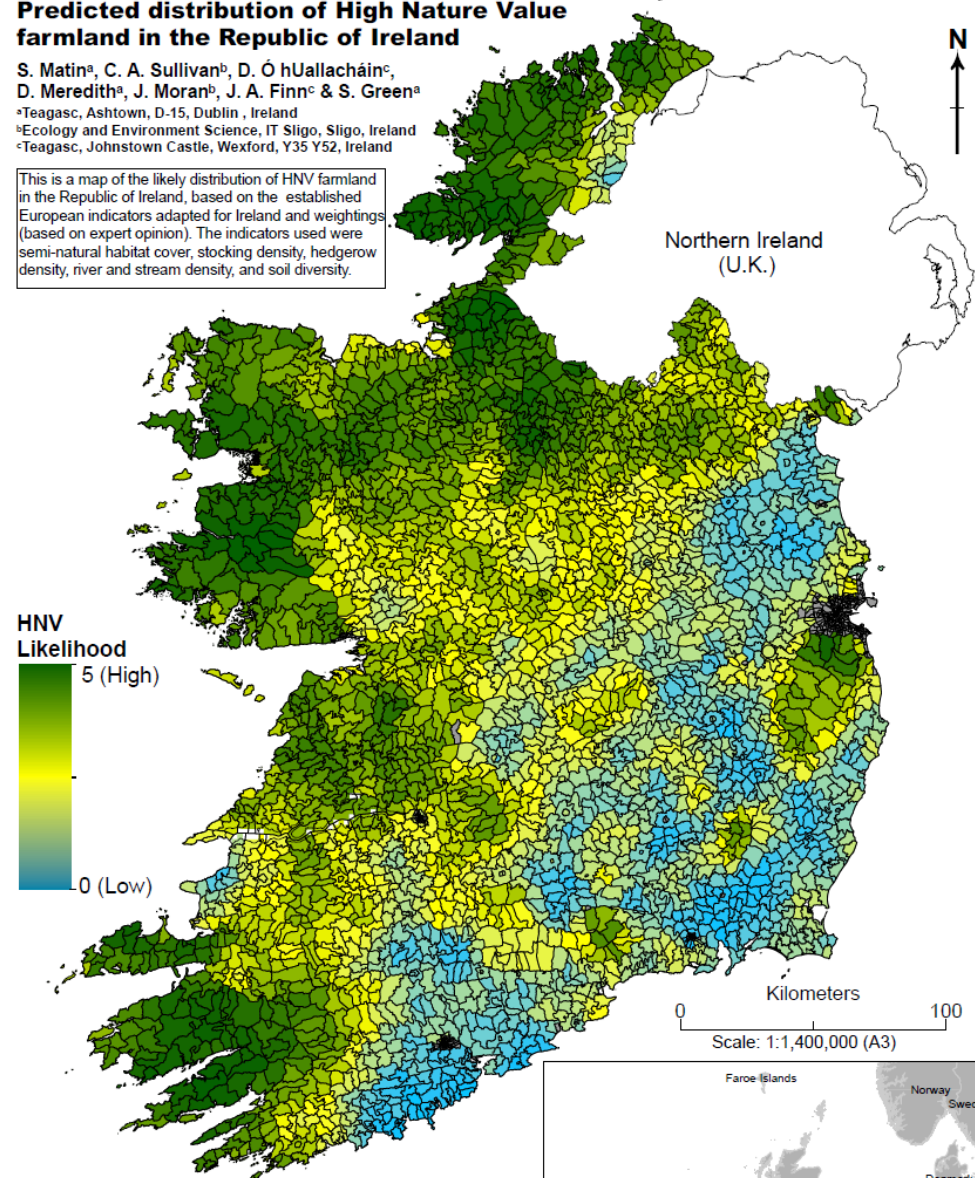 Predicted distribution of High Nature Value
farmland in the Republic of Ireland
S. Matinᵃ, C. A. Sullivanᵇ, D. Ó hUallacháinᶜ,
D. Meredithᵃ, J. Moranᵇ, J. A. Finnᶜ & S. Greenᵃ
ᵃTeagasc, Ashtown, D-15, Dublin , Ireland
ᵇEcology and Environment Science, IT Sligo, Sligo, Ireland
ᶜTeagasc, Johnstown Castle, Wexford, Y35 Y52, Ireland
This is a map of the likely distribution of HNV farmland
in the Republic of Ireland, based on the established
European indicators adapted for Ireland and weightings
(based on expert opinion). The indicators used were
semi-natural habitat cover, stocking density, hedgerow
density, river and stream density, and soil diversity.
N
Northern Ireland
(U.K.)
HNV
Likelihood
5 (High)
0 (Low)
Kilometers
0 100
Scale: 1:1,400,000 (A3)
Faroe Islands
Norway
Swed